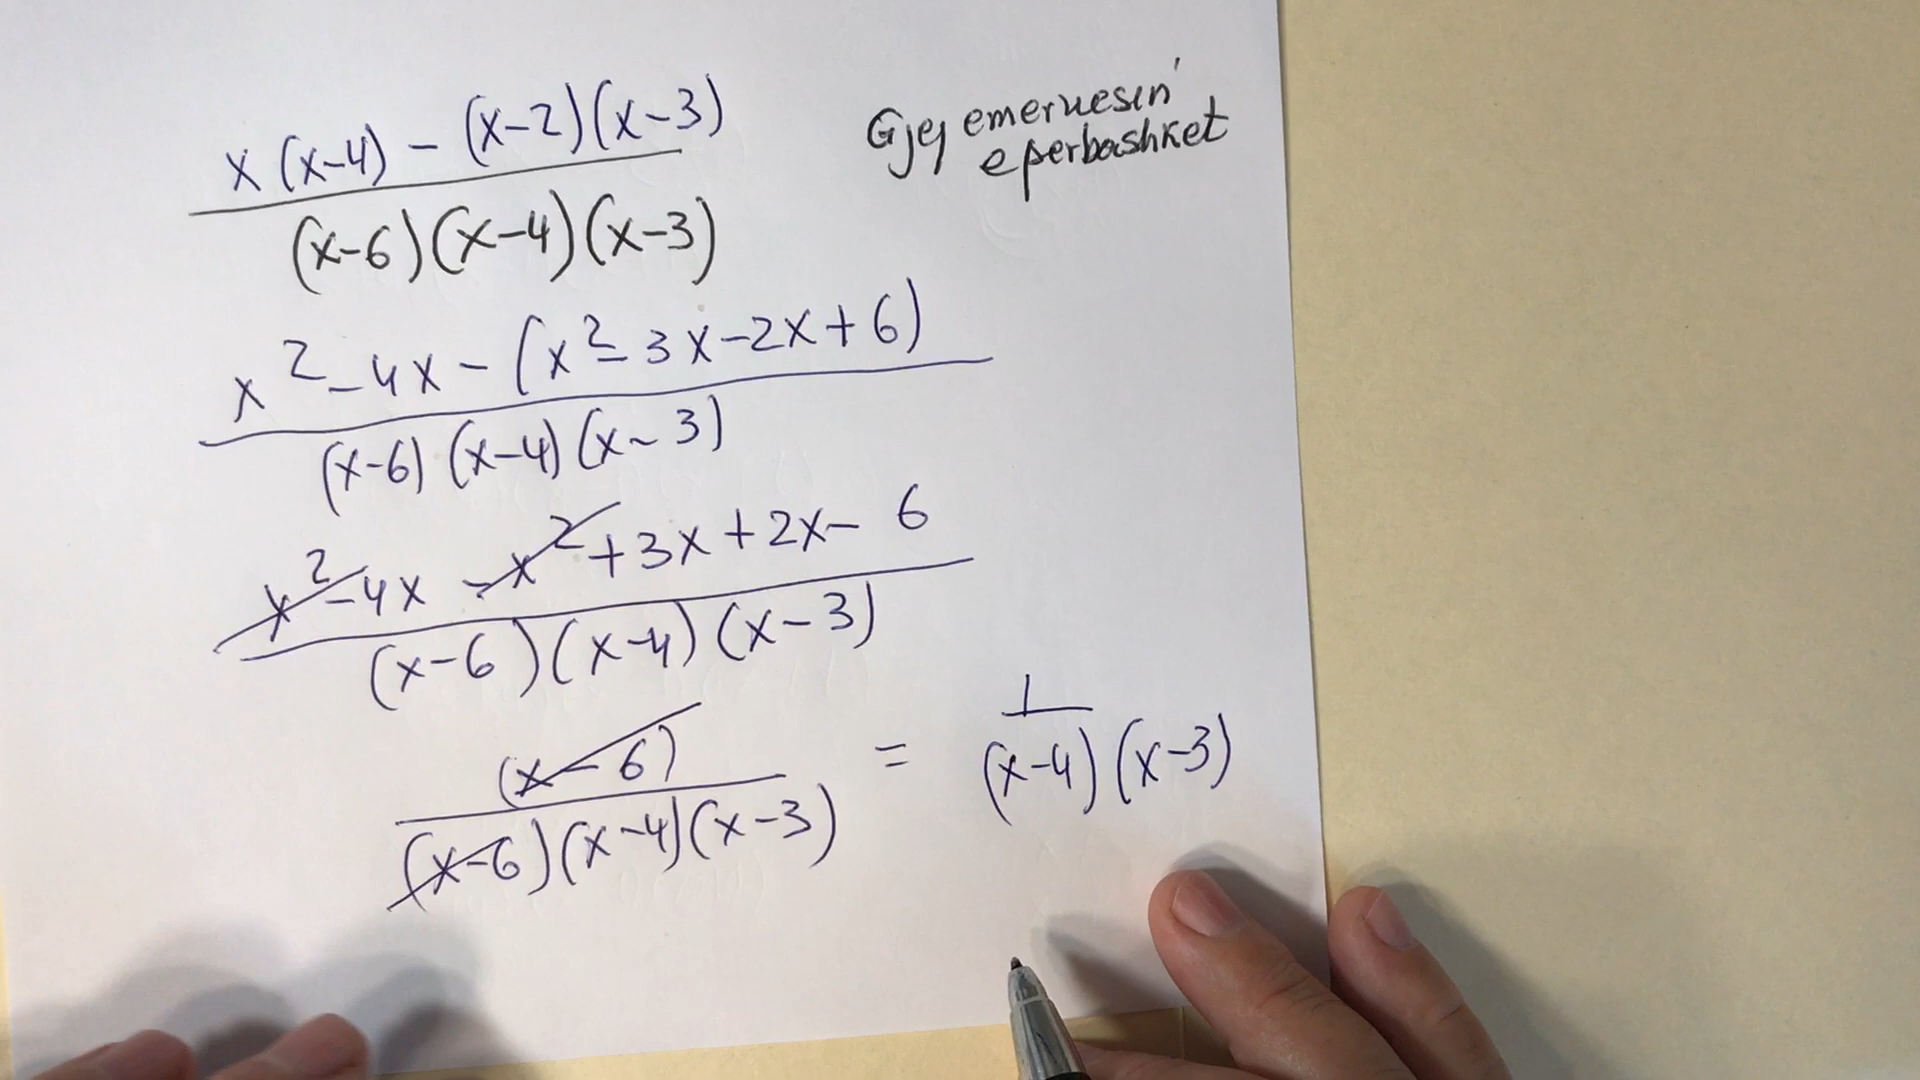 x(x-4) - (x-2)(x-3)
(x-6)(x-4)(x-3)
Gjej emeruesin
e perbashket
x² - 4x - (x² - 3x - 2x + 6)
(x-6)(x-4)(x-3)
x² - 4x - x² + 3x + 2x - 6
(x-6)(x-4)(x-3)
(x-6)
(x-6)(x-4)(x-3)
=
1
(x-4)(x-3)